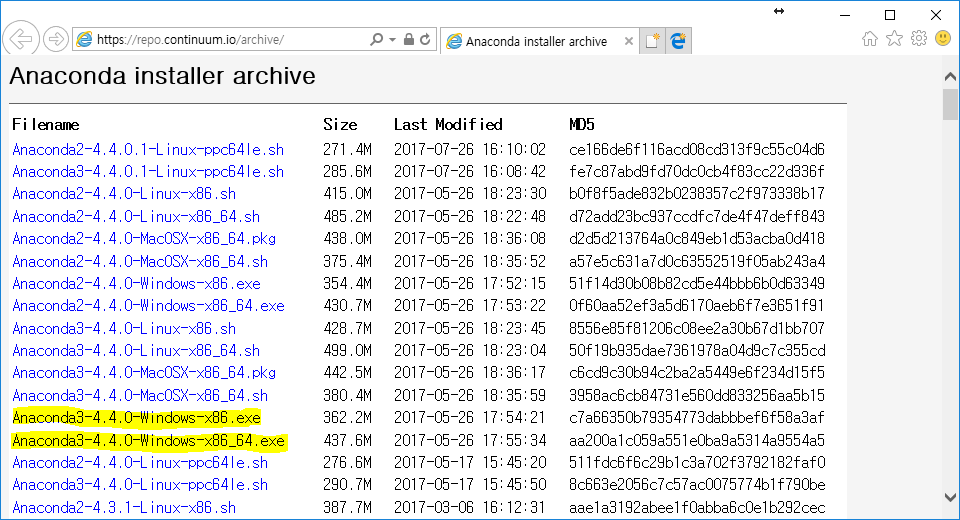 https://repo.continuum.io/archive/
Anaconda installer archive
Anaconda installer archive
Filename Size Last Modified MD5
Anaconda2-4.4.0.1-Linux-ppc64le.sh 271.4M 2017-07-26 16:10:02 ce166de6f116acd08cd313f9c55c04d6
Anaconda3-4.4.0.1-Linux-ppc64le.sh 285.6M 2017-07-26 16:08:42 fe7c87abd9fd70dc0cb4f83cc22d336f
Anaconda2-4.4.0-Linux-x86.sh 415.0M 2017-05-26 18:23:30 b0f8f5ade832b0238357c2f973338b17
Anaconda2-4.4.0-Linux-x86_64.sh 485.2M 2017-05-26 18:22:48 d72add23bc937ccdfc7de4f47deff843
Anaconda2-4.4.0-MacOSX-x86_64.pkg 438.0M 2017-05-26 18:36:08 d2d5d213764a0c849eb1d53acba0d418
Anaconda2-4.4.0-MacOSX-x86_64.sh 375.4M 2017-05-26 18:35:52 a57e5c631a7d0c63552519f05ab243a4
Anaconda2-4.4.0-Windows-x86.exe 354.4M 2017-05-26 17:52:15 51f14d30b08b82cd5e44bbb6b0d63349
Anaconda2-4.4.0-Windows-x86_64.exe 430.7M 2017-05-26 17:53:22 0f60aa52ef3a5d6170aeb6f7e3651f91
Anaconda3-4.4.0-Linux-x86.sh 428.7M 2017-05-26 18:23:45 8556e85f81206c08ee2a30b67d1bb707
Anaconda3-4.4.0-Linux-x86_64.sh 499.0M 2017-05-26 18:23:04 50f19b935dae7361978a04d9c7c355cd
Anaconda3-4.4.0-MacOSX-x86_64.pkg 442.5M 2017-05-26 18:36:17 c6cd9c30b94c2ba2a5449e6f234d15f5
Anaconda3-4.4.0-MacOSX-x86_64.sh 380.4M 2017-05-26 18:35:59 3958ac6cb84731e560dd833256aa5b15
Anaconda3-4.4.0-Windows-x86.exe 362.2M 2017-05-26 17:54:21 c7a66350b79354773dabbbef6f58a3af
Anaconda3-4.4.0-Windows-x86_64.exe 437.6M 2017-05-26 17:55:34 aa200a1c059a551e0ba9a5314a9554a5
Anaconda2-4.4.0-Linux-ppc64le.sh 276.6M 2017-05-17 15:45:20 511fdc6f6c29b1c3a702f3792182faf0
Anaconda3-4.4.0-Linux-ppc64le.sh 290.7M 2017-05-17 15:45:50 8c663e2056c7c57ac0075774b1f790be
Anaconda2-4.3.1-Linux-x86.sh 387.7M 2017-03-06 16:12:31 aae1a3192abee1f0abba6c0e1b292cec